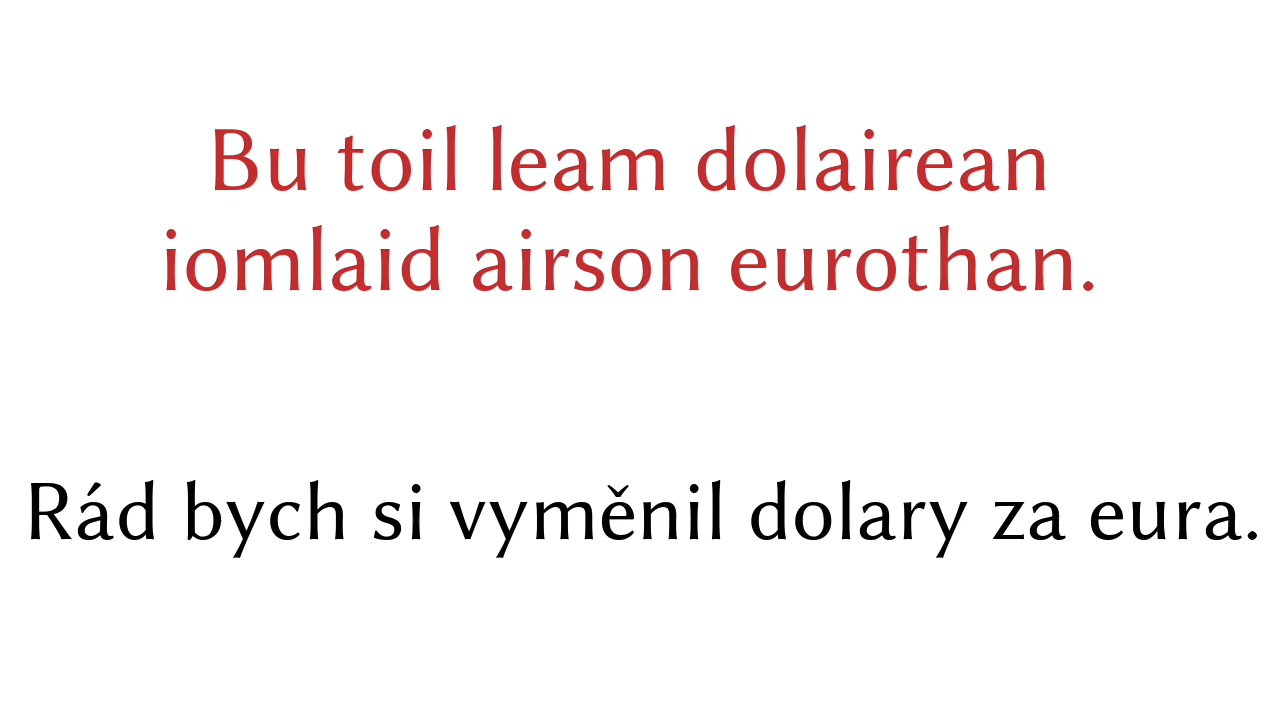 Bu toil leam dolairean
iomlaid airson eurothan.
Rád bych si vyměnil dolary za eura.